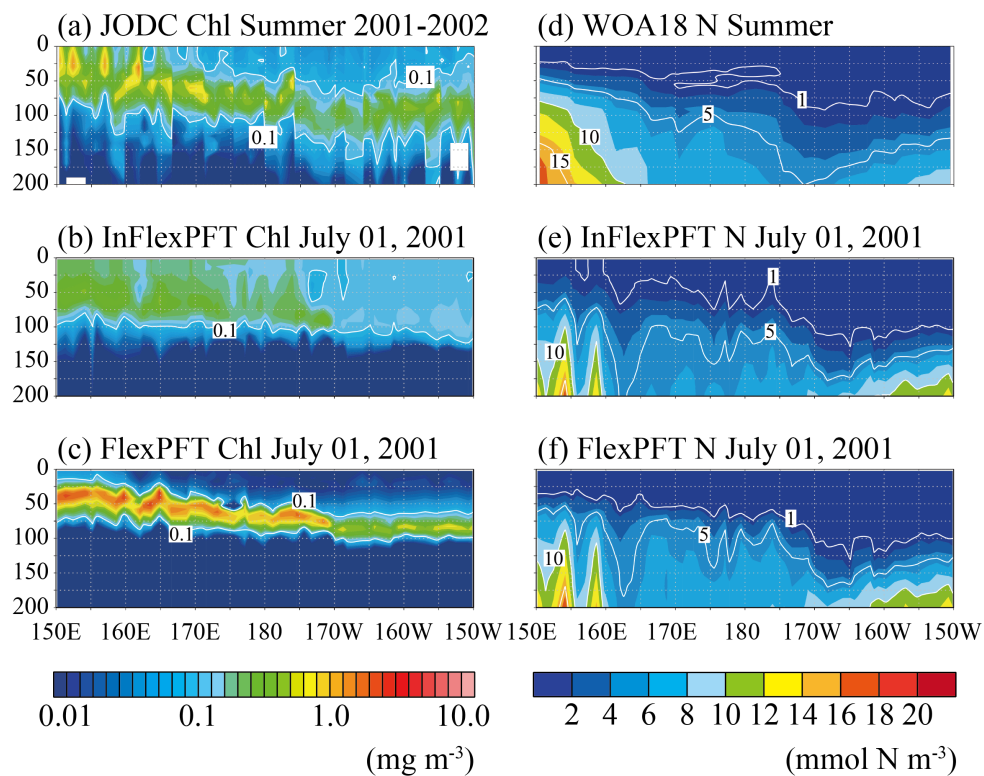 (a) JODC Chl Summer 2001-2002
0
50
100
150
200
0.1
0.1
(d) WOA18 N Summer
1
5
10
15
(b) InFlexPFT Chl July 01, 2001
0
50
100
150
200
0.1
(e) InFlexPFT N July 01, 2001
1
5
10
(c) FlexPFT Chl July 01, 2001
0
50
100
150
200
0.1
0.1
150E 160E 170E 180 170W 160W 150W
(f) FlexPFT N July 01, 2001
1
5
10
150E 160E 170E 180 170W 160W 150W
0.01 0.1 1.0 10.0
(mg m⁻³)
2 4 6 8 10 12 14 16 18 20
(mmol N m⁻³)